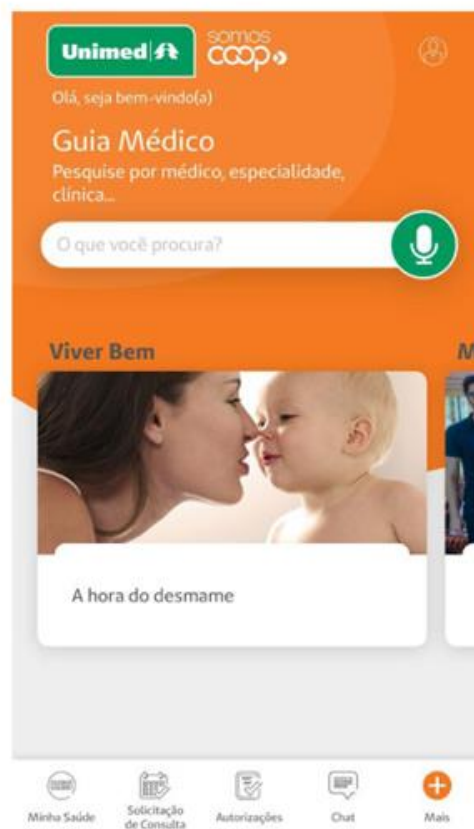 Unimed
somos
coop
Olá, seja bem-vindo(a)
Guia Médico
Pesquise por médico, especialidade,
clínica...
O que você procura?
Viver Bem
M
A hora do desmame
Minha Saúde
Solicitação
de Consulta
Autorizações
Chat
Mais